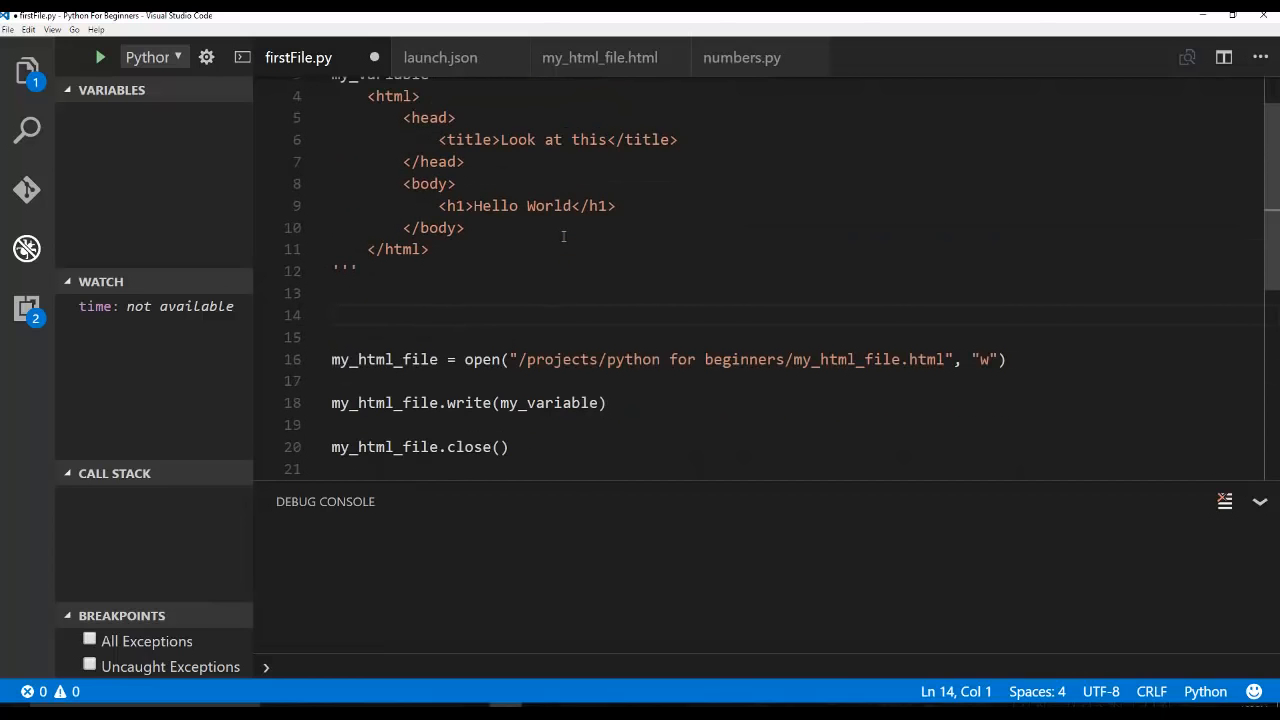 firstFile.py - Python For Beginners - Visual Studio Code
File Edit View Go Help
Python
firstFile.py launch.json my_html_file.html numbers.py
1
VARIABLES
WATCH
time: not available
2
CALL STACK
BREAKPOINTS
All Exceptions
Uncaught Exceptions
my_variable
4 <html>
5 <head>
6 <title>Look at this</title>
7 </head>
8 <body>
9 <h1>Hello World</h1>
10 </body>
11 </html>
12 '''
13
14
15
16 my_html_file = open("/projects/python for beginners/my_html_file.html", "w")
17
18 my_html_file.write(my_variable)
19
20 my_html_file.close()
21
DEBUG CONSOLE
0 0 Ln 14, Col 1 Spaces: 4 UTF-8 CRLF Python